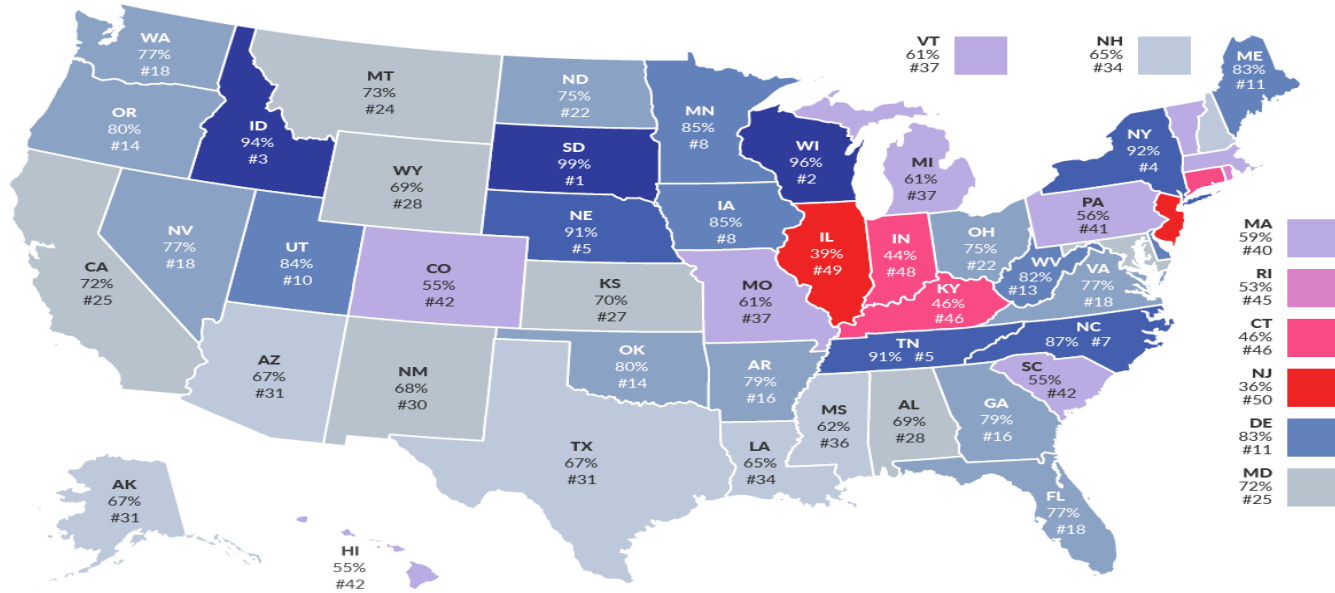 WA
77%
#18
OR
80%
#14
CA
72%
#25
NV
77%
#18
ID
94%
#3
MT
73%
#24
WY
69%
#28
UT
84%
#10
CO
55%
#42
AZ
67%
#31
NM
68%
#30
ND
75%
#22
SD
99%
#1
NE
91%
#5
KS
70%
#27
OK
80%
#14
TX
67%
#31
MN
85%
#8
IA
85%
#8
MO
61%
#37
AR
79%
#16
LA
65%
#34
WI
96%
#2
IL
39%
#49
MI
61%
#37
IN
44%
#48
OH
75%
#22
KY
46%
#46
TN
91% #5
MS
62%
#36
AL
69%
#28
GA
79%
#16
FL
77%
#18
SC
55%
#42
NC
87% #7
VA
77%
#18
WV
82%
#13
PA
56%
#41
NY
92%
#4
ME
83%
#11
VT
61%
#37
NH
65%
#34
MA
59%
#40
RI
53%
#45
CT
46%
#46
NJ
36%
#50
DE
83%
#11
MD
72%
#25
AK
67%
#31
HI
55%
#42